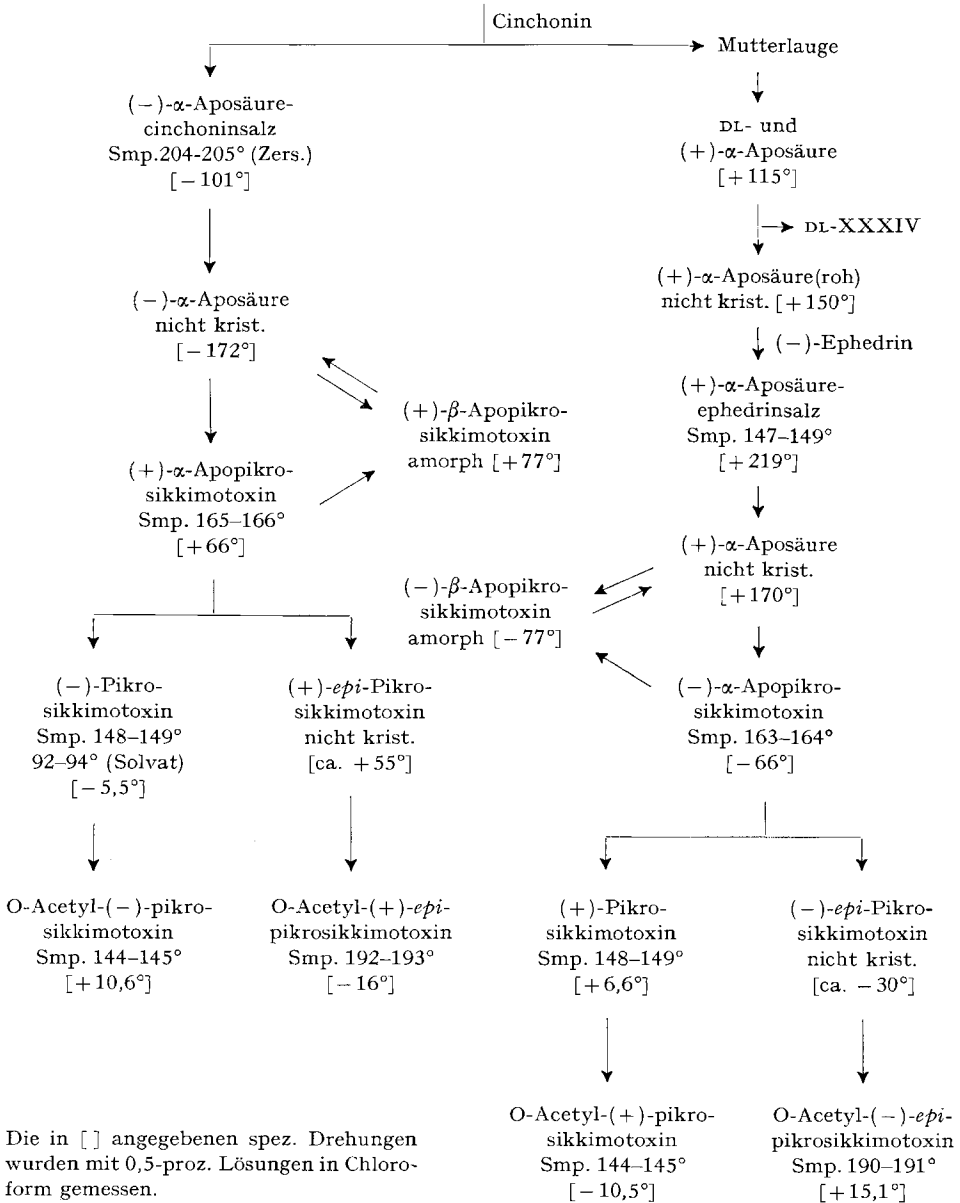 Cinchonin
Mutterlauge
(−)-α-Aposäure-
cinchoninsalz
Smp.204-205° (Zers.)
[−101°]
DL- und
(+)-α-Aposäure
[+115°]
DL-XXXIV
(−)-α-Aposäure
nicht krist.
[−172°]
(+)-α-Aposäure(roh)
nicht krist. [+150°]
(−)-Ephedrin
(+)-β-Apopikro-
sikkimotoxin
amorph [+77°]
(+)-α-Aposäure-
ephedrinsalz
Smp. 147–149°
[+219°]
(+)-α-Apopikro-
sikkimotoxin
Smp. 165–166°
[+66°]
(+)-α-Aposäure
nicht krist.
[+170°]
(−)-β-Apopikro-
sikkimotoxin
amorph [−77°]
(−)-Pikro-
sikkimotoxin
Smp. 148–149°
92–94° (Solvat)
[−5,5°]
(+)-epi-Pikro-
sikkimotoxin
nicht krist.
[ca. +55°]
(−)-α-Apopikro-
sikkimotoxin
Smp. 163–164°
[−66°]
O-Acetyl-(−)-pikro-
sikkimotoxin
Smp. 144–145°
[+10,6°]
O-Acetyl-(+)-epi-
pikrosikkimotoxin
Smp. 192–193°
[−16°]
(+)-Pikro-
sikkimotoxin
Smp. 148–149°
[+6,6°]
(−)-epi-Pikro-
sikkimotoxin
nicht krist.
[ca. −30°]
O-Acetyl-(+)-pikro-
sikkimotoxin
Smp. 144–145°
[−10,5°]
O-Acetyl-(−)-epi-
pikrosikkimotoxin
Smp. 190–191°
[+15,1°]
Die in [ ] angegebenen spez. Drehungen
wurden mit 0,5-proz. Lösungen in Chloro-
form gemessen.